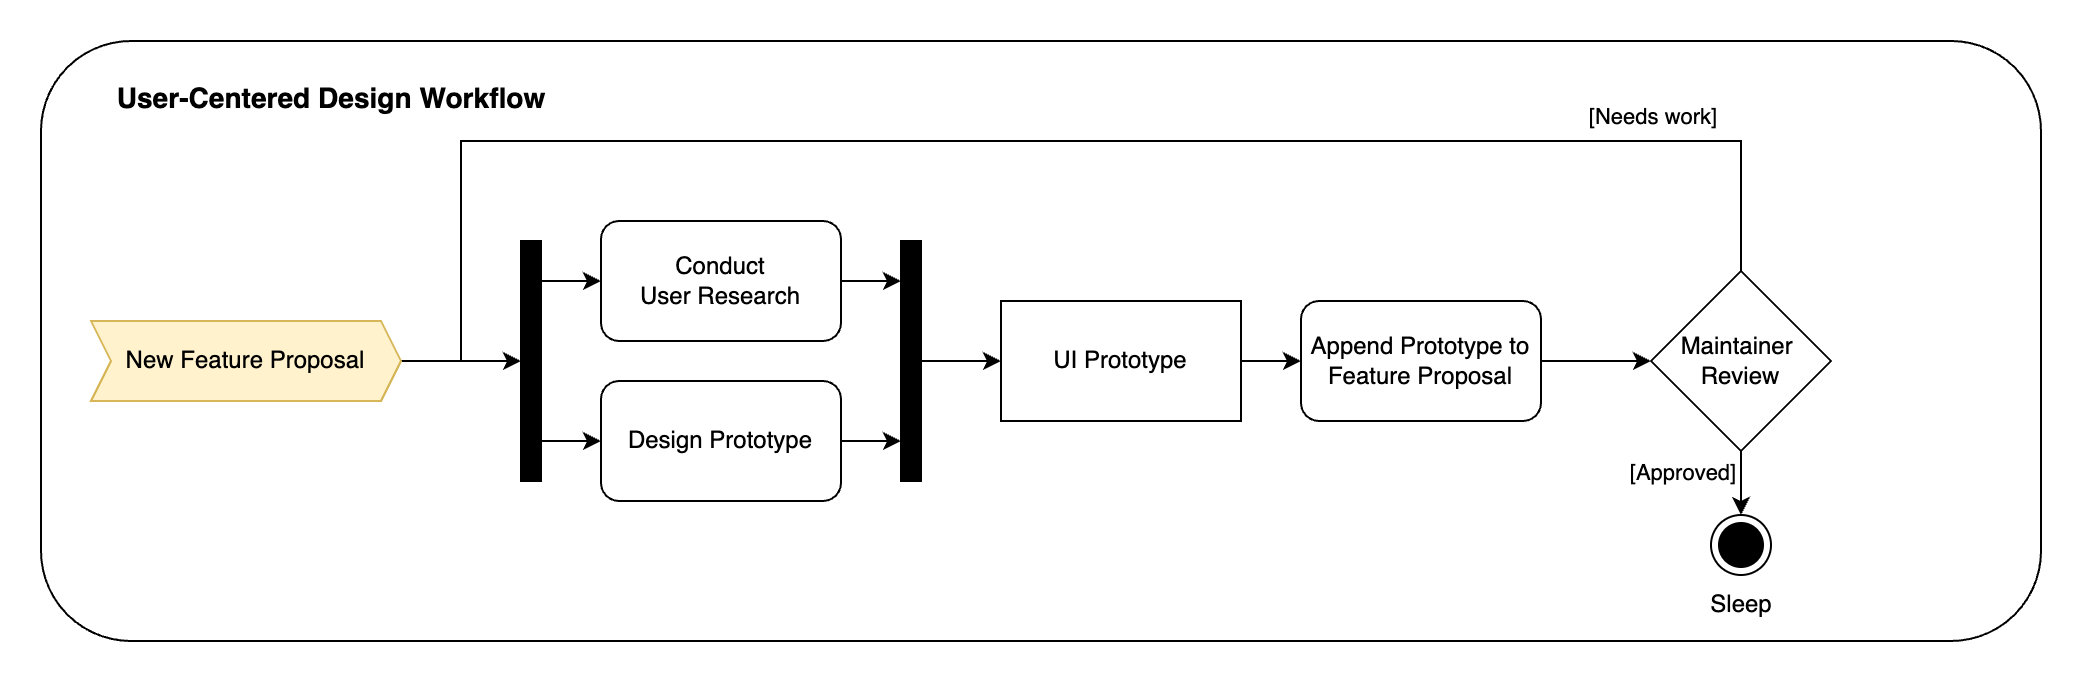 User-Centered Design Workflow
[Needs work]
Conduct
User Research
New Feature Proposal
UI Prototype
Append Prototype to
Feature Proposal
Maintainer
Review
Design Prototype
[Approved]
Sleep